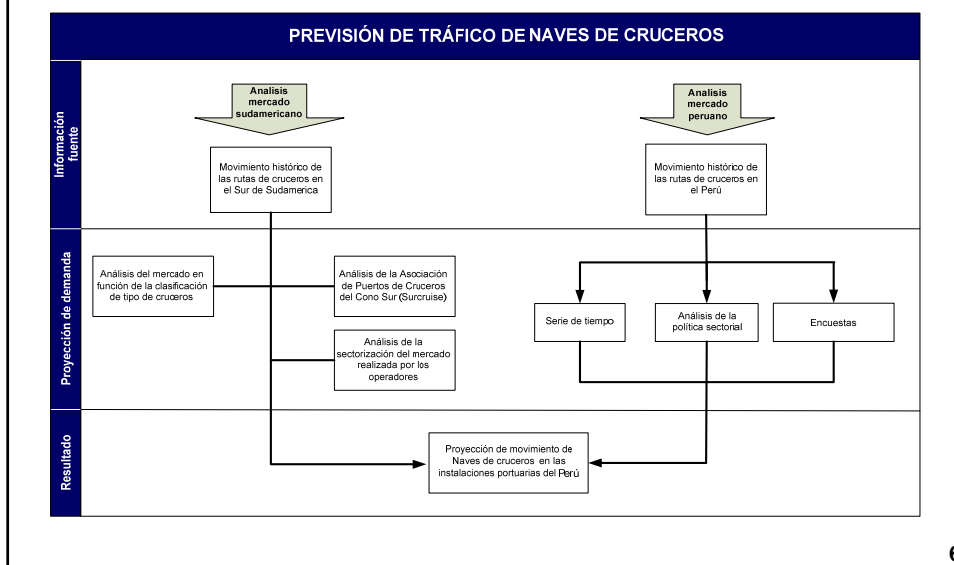 PREVISIÓN DE TRÁFICO DE NAVES DE CRUCEROS
Información
fuente
Analisis
mercado
sudamericano
Analisis
mercado
peruano
Movimiento histórico de
las rutas de cruceros en
el Sur de Sudamerica
Movimiento histórico de
las rutas de cruceros en
el Perú
Proyección de demanda
Análisis del mercado en
función de la clasificación
de tipo de cruceros
Análisis de la Asociación
de Puertos de Cruceros
del Cono Sur (Surcruise)
Análisis de la
sectorización del mercado
realizada por los
operadores
Serie de tiempo
Análisis de la
política sectorial
Encuestas
Resultado
Proyección de movimiento de
Naves de cruceros en las
instalaciones portuarias del Perú